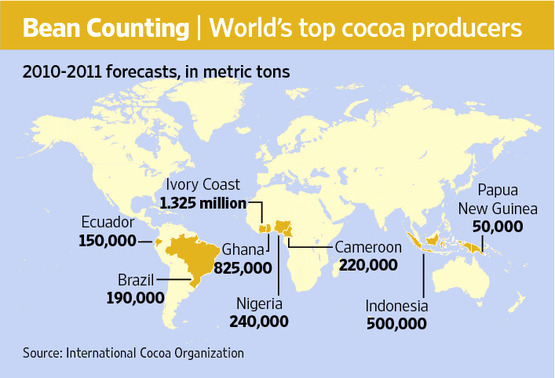 Bean Counting | World's top cocoa producers
2010-2011 forecasts, in metric tons
Ivory Coast
1.325 million
Papua
New Guinea
50,000
Ecuador
150,000
Ghana
825,000
Cameroon
220,000
Brazil
190,000
Nigeria
240,000
Indonesia
500,000
Source: International Cocoa Organization